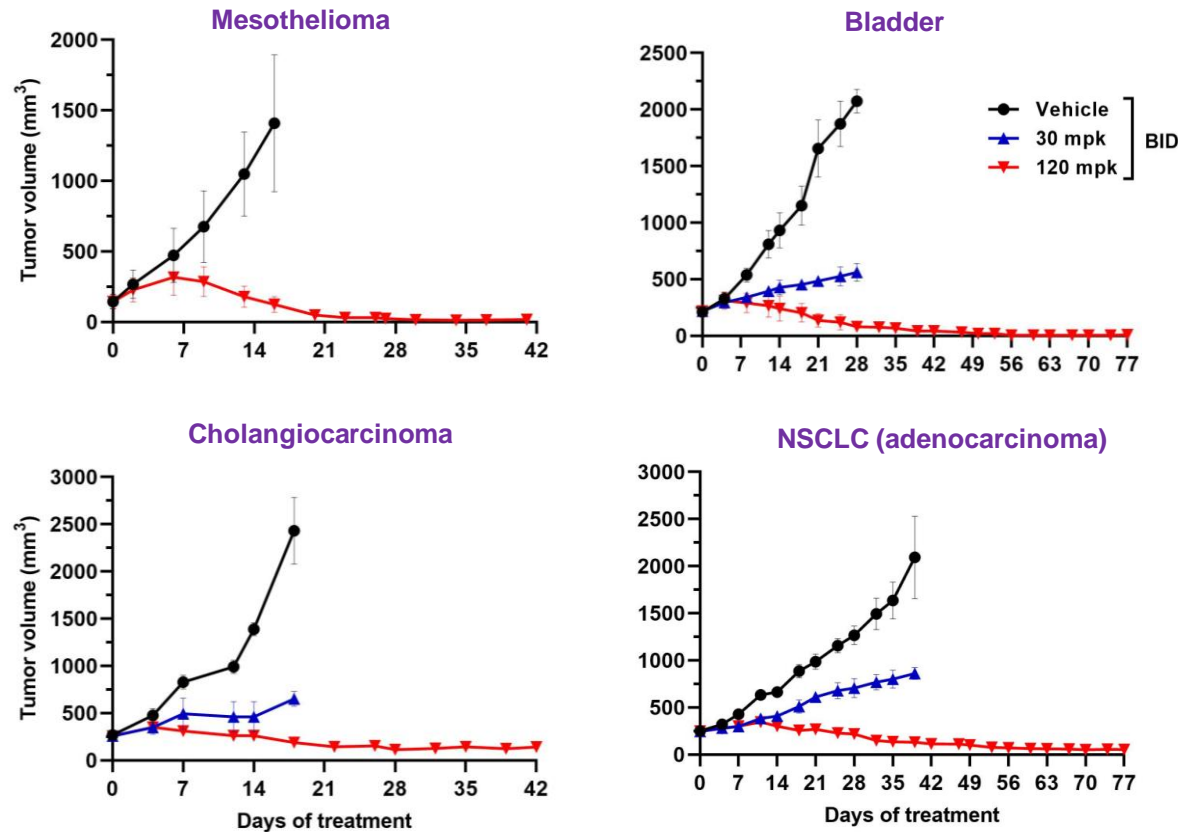 Mesothelioma
Tumor volume (mm³)
2000
1500
1000
500
0
0 7 14 21 28 35 42
Bladder
2500
2000
1500
1000
500
0
0 7 14 21 28 35 42 49 56 63 70 77
Vehicle
30 mpk
120 mpk
BID
Cholangiocarcinoma
Tumor volume (mm³)
3000
2500
2000
1500
1000
500
0
0 7 14 21 28 35 42
Days of treatment
NSCLC (adenocarcinoma)
3000
2500
2000
1500
1000
500
0
0 7 14 21 28 35 42 49 56 63 70 77
Days of treatment